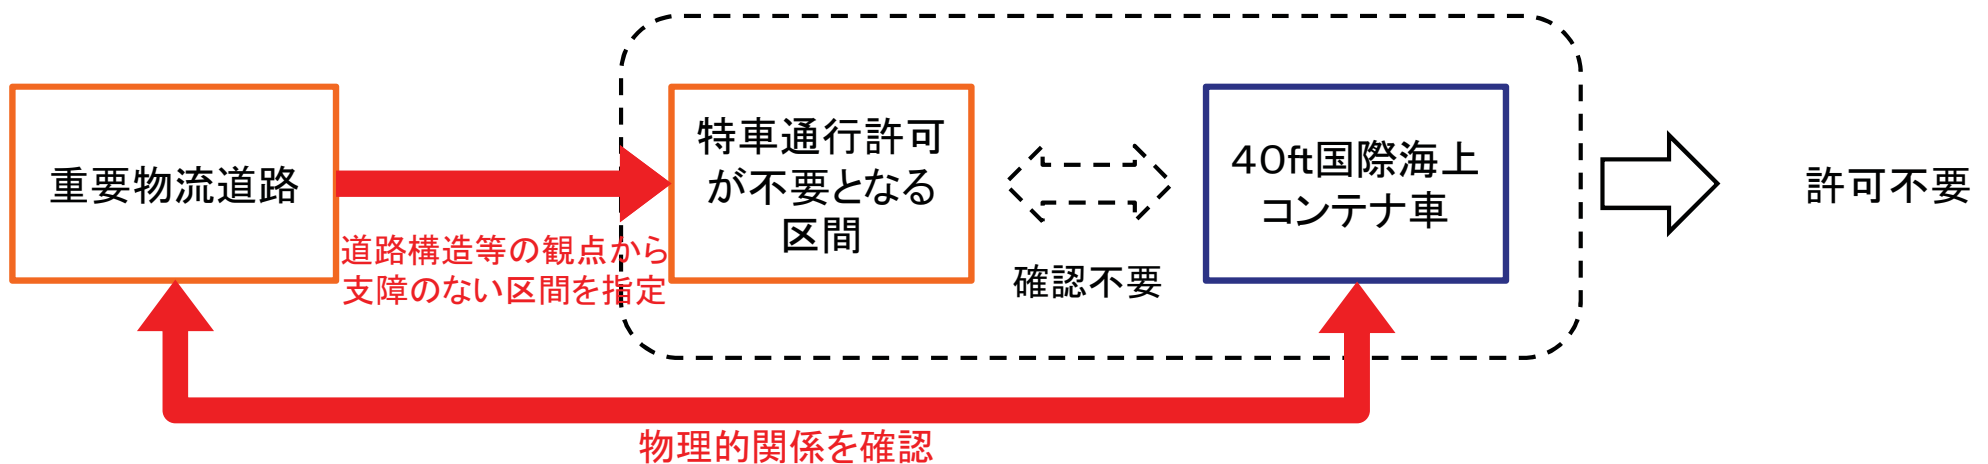 重要物流道路
道路構造等の観点から
支障のない区間を指定
特車通行許可
が不要となる
区間
確認不要
40ft国際海上
コンテナ車
許可不要
物理的関係を確認